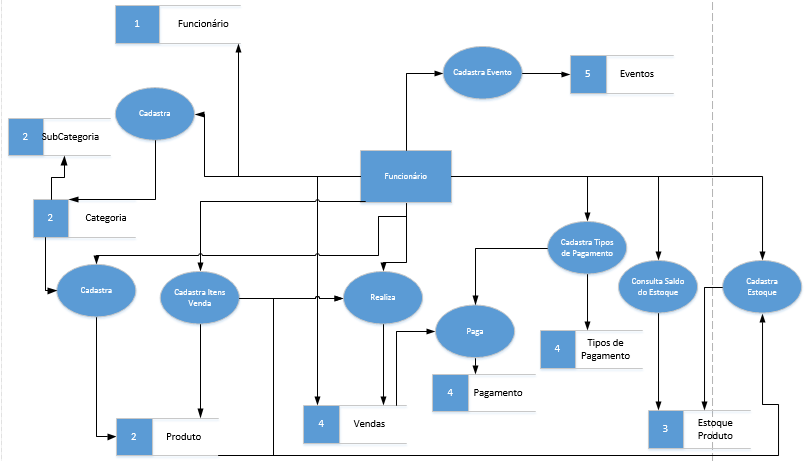 1 Funcionário
Cadastra Evento
5 Eventos
Cadastra
2 SubCategoria
Funcionário
2 Categoria
Cadastra Tipos
de Pagamento
Cadastra
Cadastra Itens
Venda
Realiza
Consulta Saldo
do Estoque
Cadastra
Estoque
Paga
4 Tipos de
Pagamento
4 Pagamento
4 Vendas
3 Estoque
Produto
2 Produto